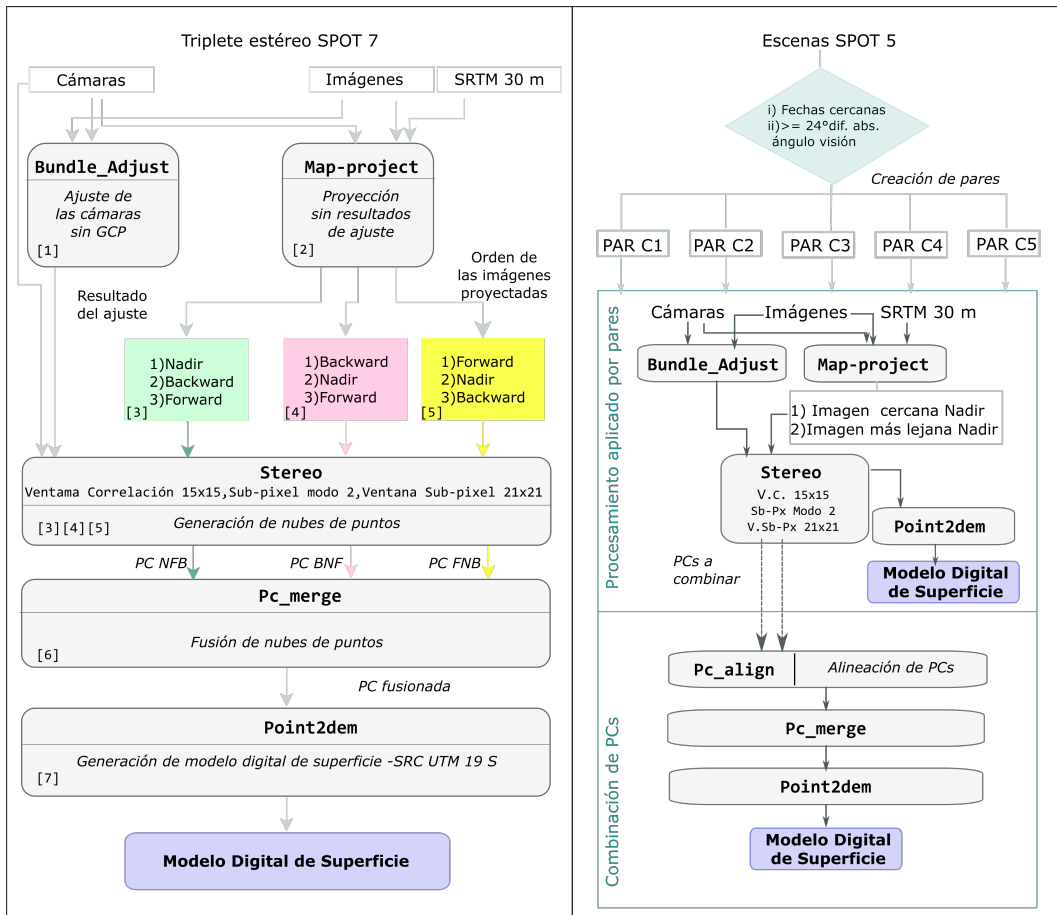 Triplete estéreo SPOT 7
Cámaras
Imágenes
SRTM 30 m
Bundle_Adjust
Ajuste de
las cámaras
sin GCP
[1]
Map-project
Proyección
sin resultados
de ajuste
[2]
Resultado
del ajuste
Orden de
las imágenes
proyectadas
1)Nadir
2)Backward
3)Forward
[3]
1)Backward
2)Nadir
3)Forward
[4]
1)Forward
2)Nadir
3)Backward
[5]
Stereo
Ventama Correlación 15x15,Sub-pixel modo 2,Ventana Sub-pixel 21x21
[3][4][5]
Generación de nubes de puntos
PC NFB
PC BNF
PC FNB
Pc_merge
Fusión de nubes de puntos
[6]
PC fusionada
Point2dem
Generación de modelo digital de superficie -SRC UTM 19 S
[7]
Modelo Digital de Superficie
Escenas SPOT 5
i) Fechas cercanas
ii)>= 24°dif. abs.
ángulo visión
Creación de pares
PAR C1
PAR C2
PAR C3
PAR C4
PAR C5
Procesamiento aplicado por pares
Cámaras
Imágenes
SRTM 30 m
Bundle_Adjust
Map-project
1) Imagen cercana Nadir
2)Imagen más lejana Nadir
Stereo
V.C. 15x15
Sb-Px Modo 2
V.Sb-Px 21x21
Point2dem
PCs a
combinar
Modelo Digital
de Superficie
Combinación de PCs
Pc_align
Alineación de PCs
Pc_merge
Point2dem
Modelo Digital
de Superficie